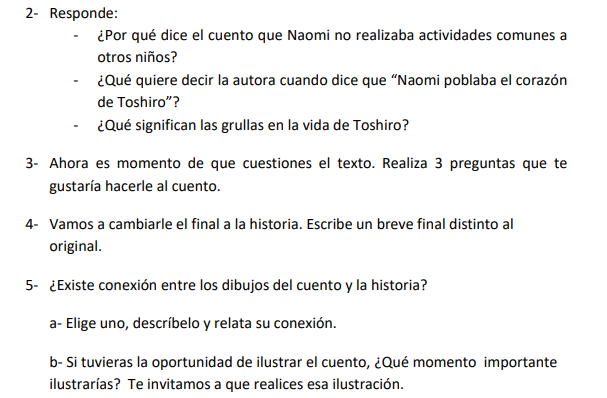 2- Responde:
- ¿Por qué dice el cuento que Naomi no realizaba actividades comunes a
otros niños?
- ¿Qué quiere decir la autora cuando dice que “Naomi poblaba el corazón
de Toshiro”?
- ¿Qué significan las grullas en la vida de Toshiro?
3- Ahora es momento de que cuestiones el texto. Realiza 3 preguntas que te
gustaría hacerle al cuento.
4- Vamos a cambiarle el final a la historia. Escribe un breve final distinto al
original.
5- ¿Existe conexión entre los dibujos del cuento y la historia?
a- Elige uno, descríbelo y relata su conexión.
b- Si tuvieras la oportunidad de ilustrar el cuento, ¿Qué momento importante
ilustrarías? Te invitamos a que realices esa ilustración.